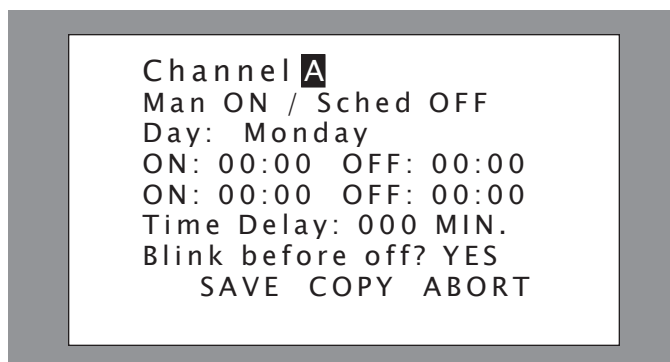 Channel A
Man ON / Sched OFF
Day: Monday
ON: 00:00 OFF: 00:00
ON: 00:00 OFF: 00:00
Time Delay: 000 MIN.
Blink before off? YES
SAVE COPY ABORT